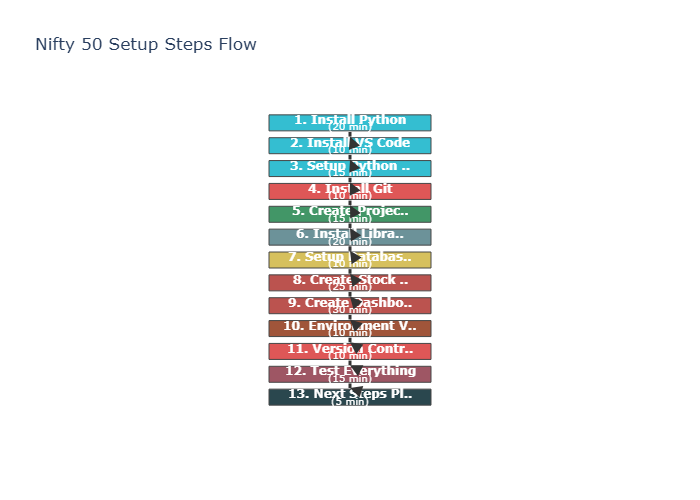 Nifty 50 Setup Steps Flow
1. Install Python
(20 min)
2. Install VS Code
(10 min)
3. Setup Python ..
(15 min)
4. Install Git
(10 min)
5. Create Projec..
(15 min)
6. Install Libra..
(20 min)
7. Setup Databas..
(10 min)
8. Create Stock ..
(25 min)
9. Create Dashbo..
(30 min)
10. Environment V..
(10 min)
11. Version Contr..
(10 min)
12. Test Everything
(15 min)
13. Next Steps Pl..
(5 min)